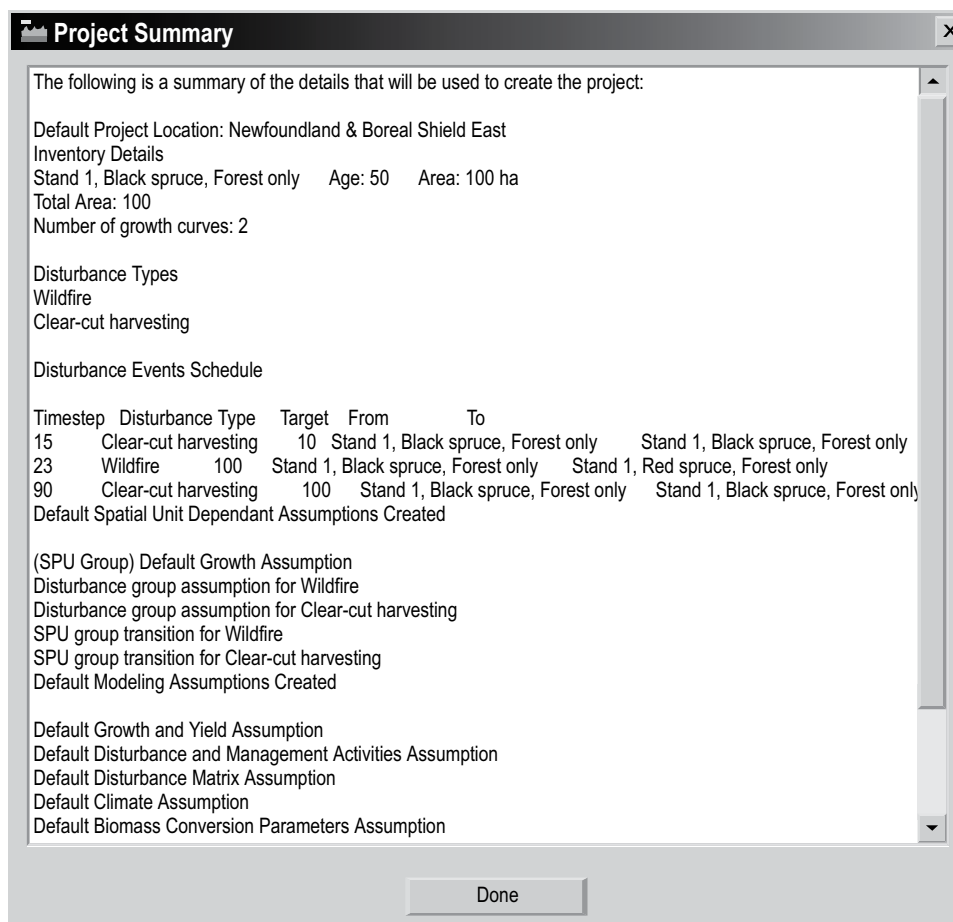 Project Summary
x
The following is a summary of the details that will be used to create the project:
Default Project Location: Newfoundland & Boreal Shield East
Inventory Details
Stand 1, Black spruce, Forest only Age: 50 Area: 100 ha
Total Area: 100
Number of growth curves: 2
Disturbance Types
Wildfire
Clear-cut harvesting
Disturbance Events Schedule
Timestep Disturbance Type Target From To
15 Clear-cut harvesting 10 Stand 1, Black spruce, Forest only Stand 1, Black spruce, Forest only
23 Wildfire 100 Stand 1, Black spruce, Forest only Stand 1, Red spruce, Forest only
90 Clear-cut harvesting 100 Stand 1, Black spruce, Forest only Stand 1, Black spruce, Forest only
Default Spatial Unit Dependant Assumptions Created
(SPU Group) Default Growth Assumption
Disturbance group assumption for Wildfire
Disturbance group assumption for Clear-cut harvesting
SPU group transition for Wildfire
SPU group transition for Clear-cut harvesting
Default Modeling Assumptions Created
Default Growth and Yield Assumption
Default Disturbance and Management Activities Assumption
Default Disturbance Matrix Assumption
Default Climate Assumption
Default Biomass Conversion Parameters Assumption
Done